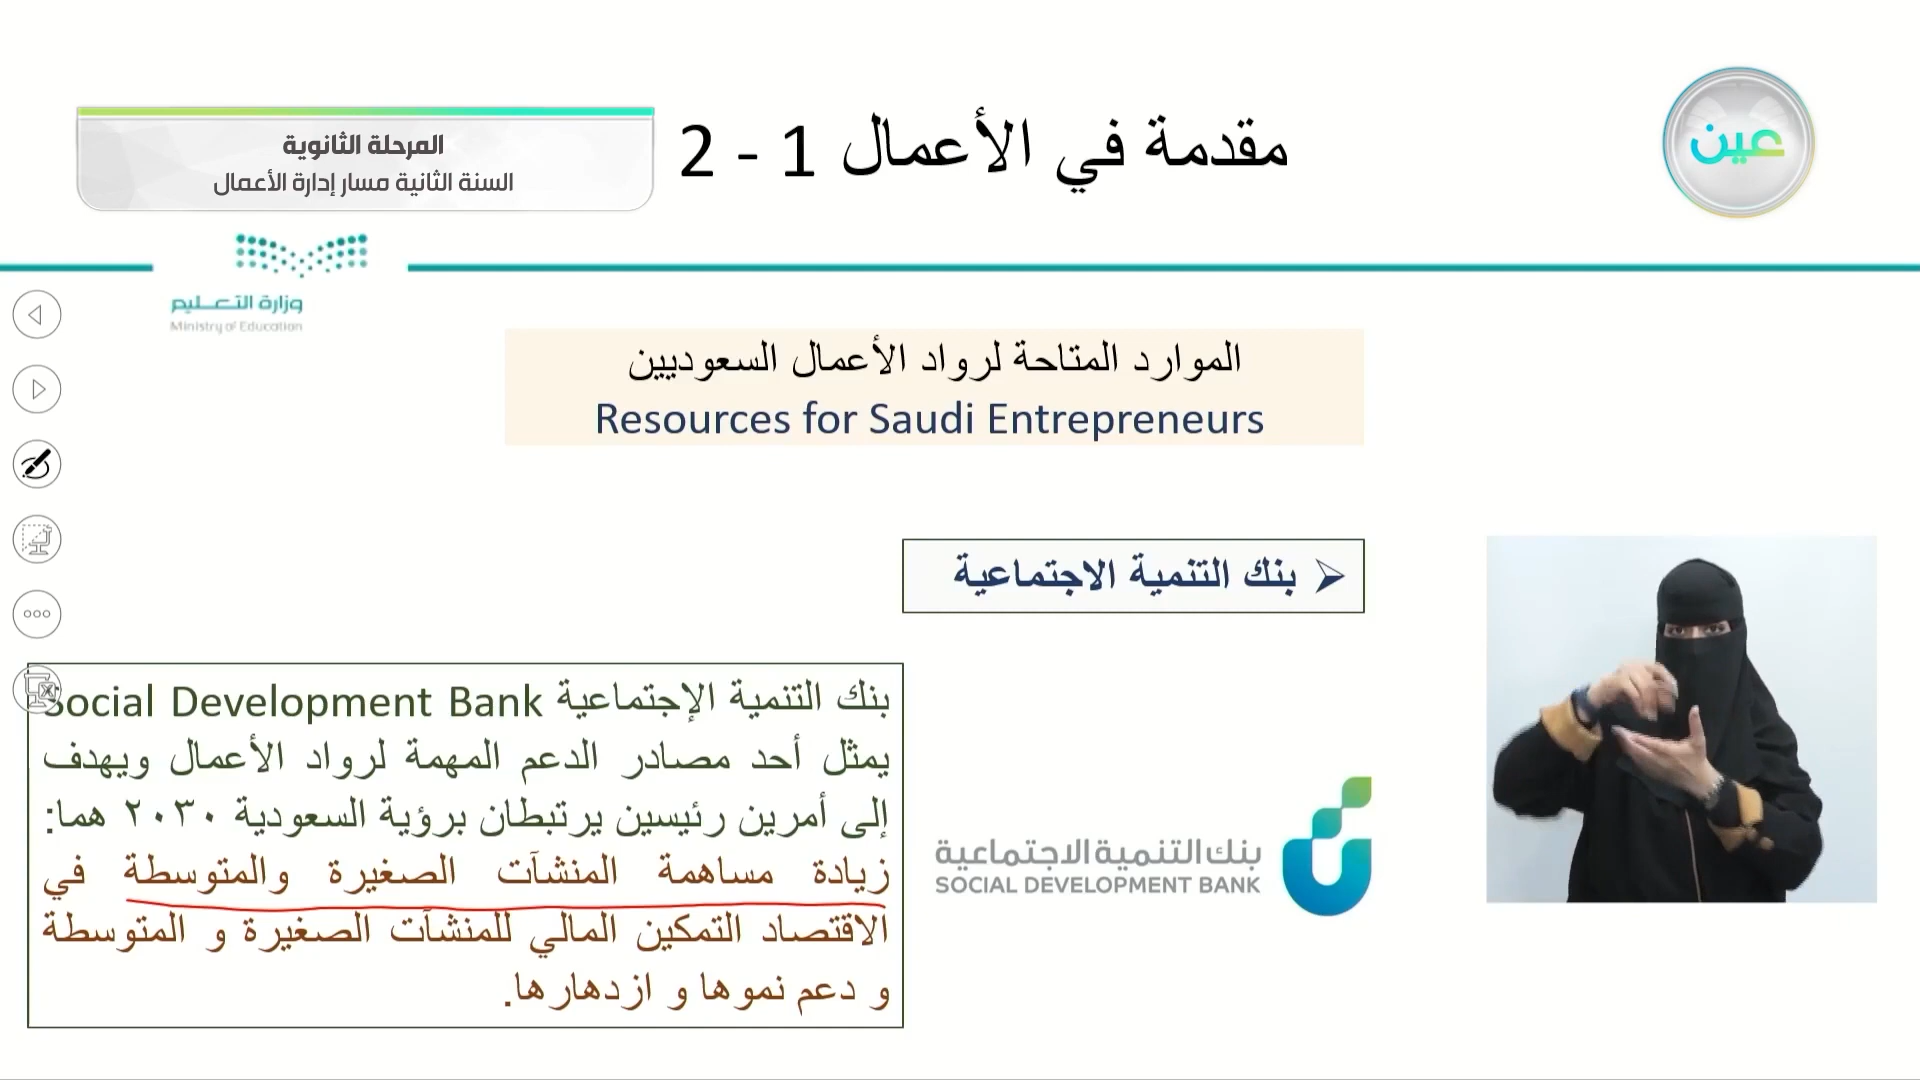 عين
مقدمة في الأعمال 1 - 2
المرحلة الثانوية
السنة الثانية مسار إدارة الأعمال
وزارة التعليم
Ministry of Education
الموارد المتاحة لرواد الأعمال السعوديين
Resources for Saudi Entrepreneurs
بنك التنمية الاجتماعية
بنك التنمية الإجتماعية Social Development Bank
يمثل أحد مصادر الدعم المهمة لرواد الأعمال ويهدف
إلى أمرين رئيسين يرتبطان برؤية السعودية ٢٠٣٠ هما:
زيادة مساهمة المنشآت الصغيرة والمتوسطة في
الاقتصاد التمكين المالي للمنشآت الصغيرة و المتوسطة
و دعم نموها و ازدهارها.
بنك التنمية الاجتماعية
SOCIAL DEVELOPMENT BANK